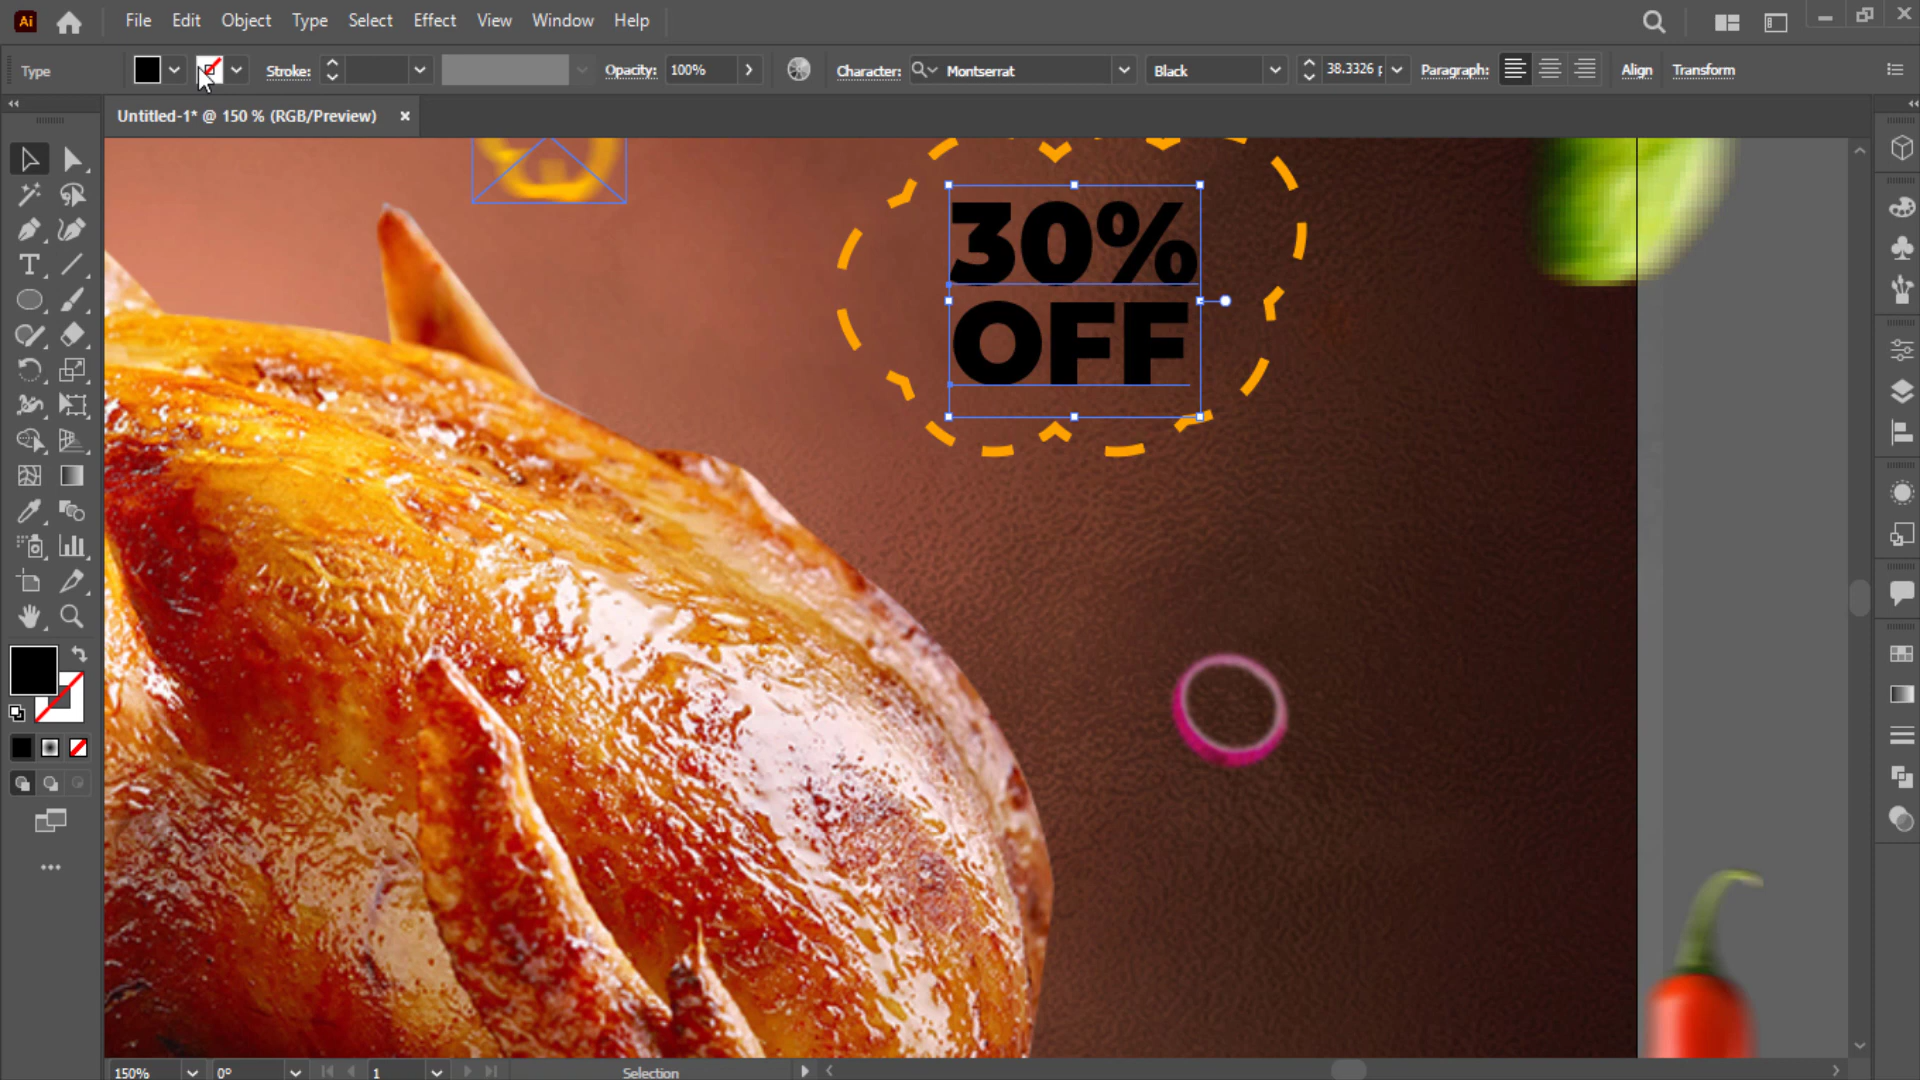 Ai File Edit Object Type Select Effect View Window Help
Type Stroke: Opacity: 100% Character: Montserrat Black 38.3326 p Paragraph: Align Transform
Untitled-1* @ 150 % (RGB/Preview) ×
30%
OFF
150% 0° 1 Selection